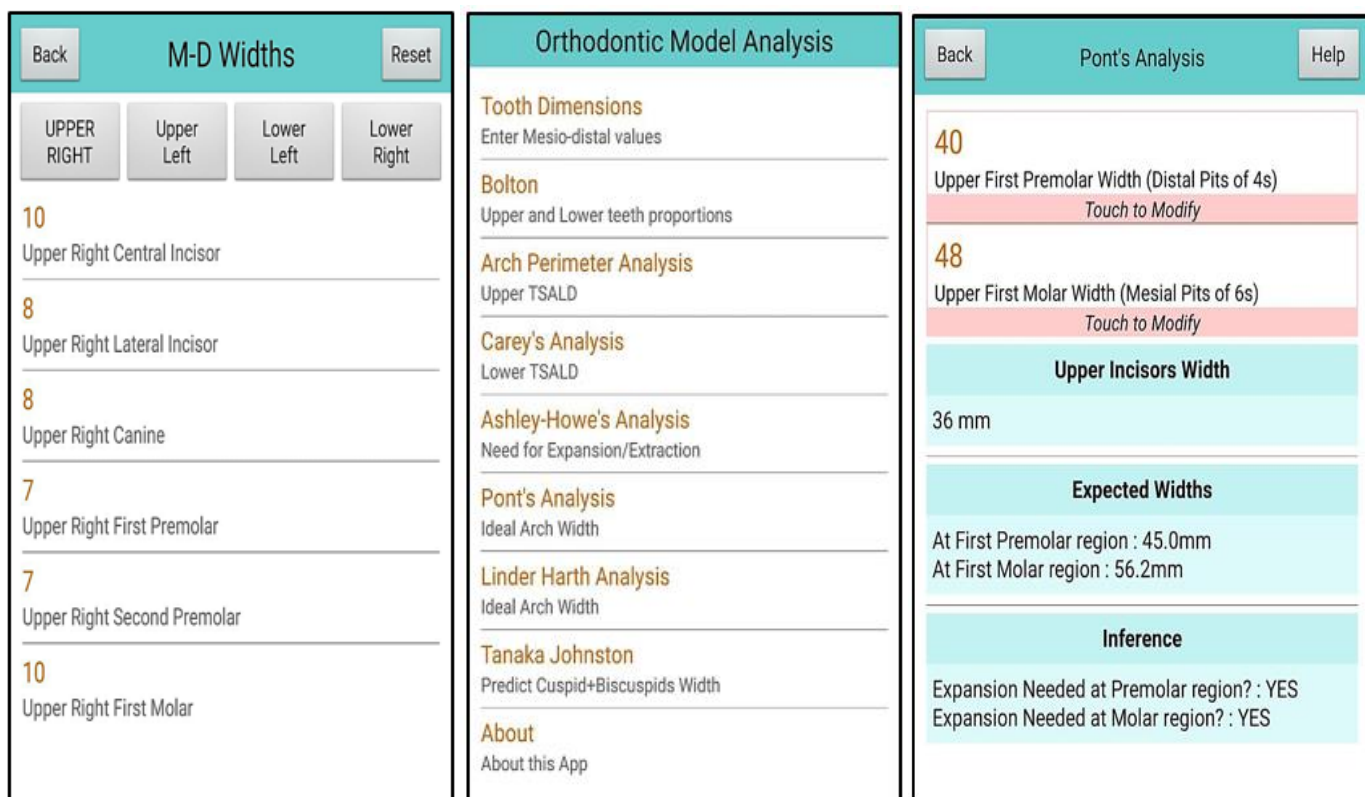 Back
M-D Widths
Reset
UPPER
RIGHT
Upper
Left
Lower
Left
Lower
Right
10
Upper Right Central Incisor
8
Upper Right Lateral Incisor
8
Upper Right Canine
7
Upper Right First Premolar
7
Upper Right Second Premolar
10
Upper Right First Molar
Orthodontic Model Analysis
Tooth Dimensions
Enter Mesio-distal values
Bolton
Upper and Lower teeth proportions
Arch Perimeter Analysis
Upper TSALD
Carey's Analysis
Lower TSALD
Ashley-Howe's Analysis
Need for Expansion/Extraction
Pont's Analysis
Ideal Arch Width
Linder Harth Analysis
Ideal Arch Width
Tanaka Johnston
Predict Cuspid+Biscuspids Width
About
About this App
Back
Pont's Analysis
Help
40
Upper First Premolar Width (Distal Pits of 4s)
Touch to Modify
48
Upper First Molar Width (Mesial Pits of 6s)
Touch to Modify
Upper Incisors Width
36 mm
Expected Widths
At First Premolar region : 45.0mm
At First Molar region : 56.2mm
Inference
Expansion Needed at Premolar region? : YES
Expansion Needed at Molar region? : YES